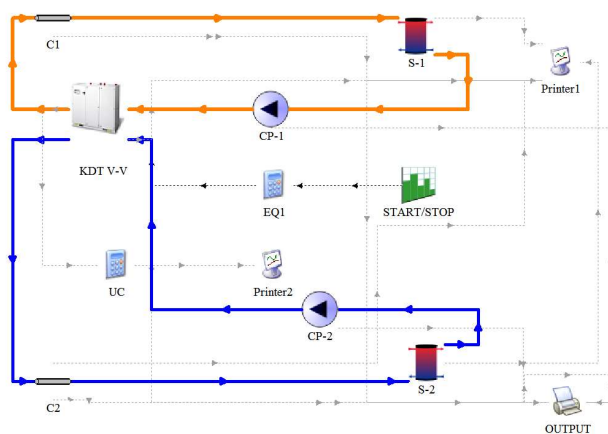 C1
S-1
Printer1
CP-1
KDT V-V
EQ1
START/STOP
UC
Printer2
CP-2
S-2
C2
OUTPUT